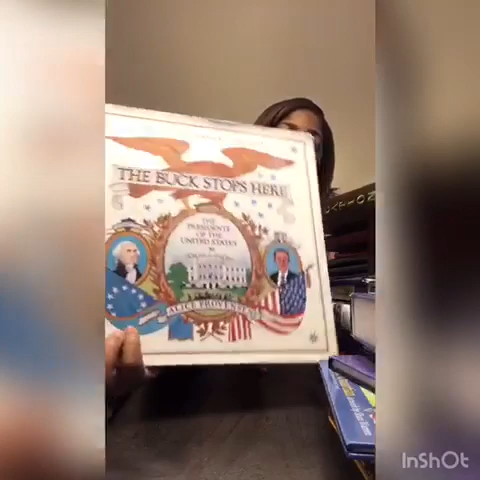 THE BUCK STOPS HERE
THE
PRESIDENTS
OF THE
UNITED STATES
ALICE PROVENSEN
InShOt